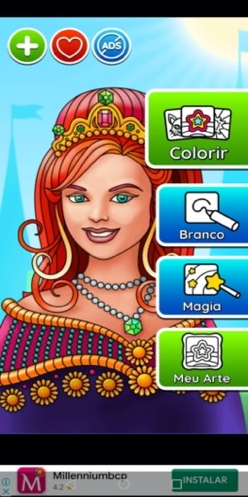 ADS
Colorir
Branco
Magia
Meu Arte
Millenniumbcp
4.2
INSTALAR